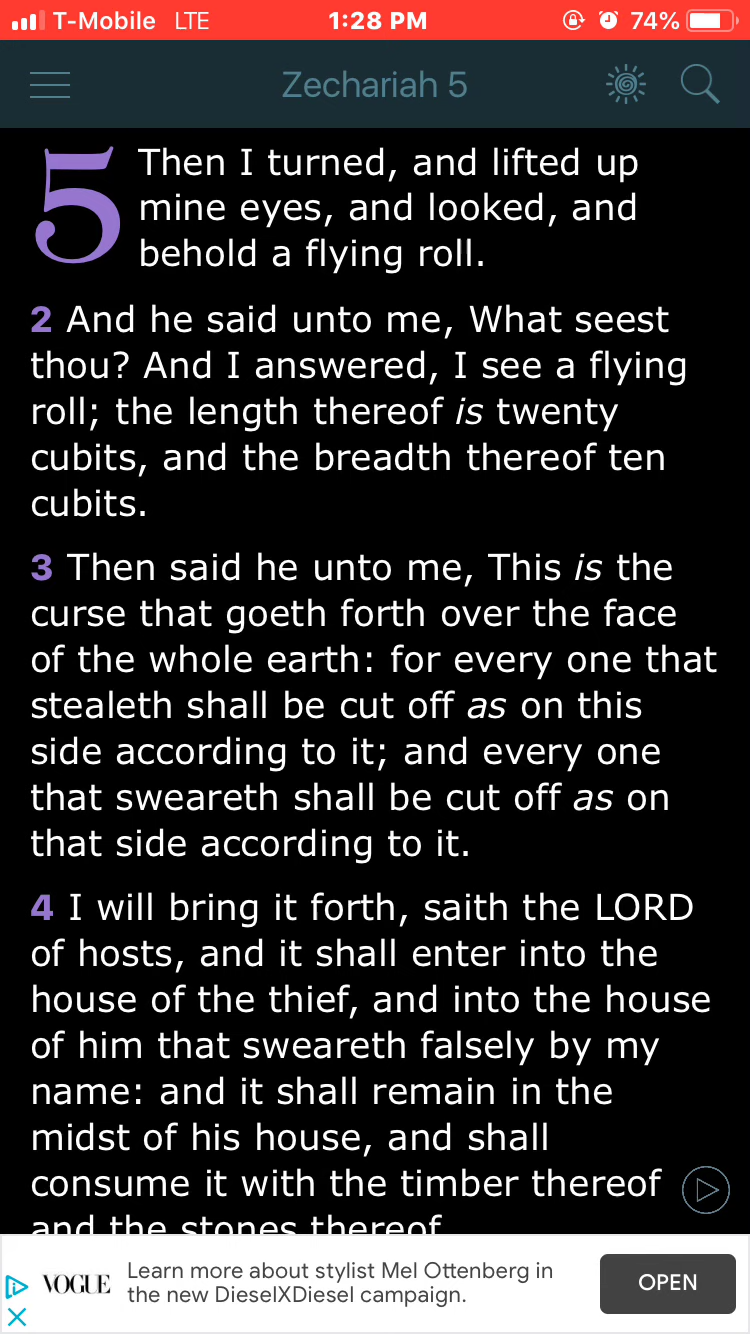 T-Mobile LTE 1:28 PM 74%
Zechariah 5
5 Then I turned, and lifted up
mine eyes, and looked, and
behold a flying roll.
2 And he said unto me, What seest
thou? And I answered, I see a flying
roll; the length thereof is twenty
cubits, and the breadth thereof ten
cubits.
3 Then said he unto me, This is the
curse that goeth forth over the face
of the whole earth: for every one that
stealeth shall be cut off as on this
side according to it; and every one
that sweareth shall be cut off as on
that side according to it.
4 I will bring it forth, saith the LORD
of hosts, and it shall enter into the
house of the thief, and into the house
of him that sweareth falsely by my
name: and it shall remain in the
midst of his house, and shall
consume it with the timber thereof
and the stones thereof
VOGUE
Learn more about stylist Mel Ottenberg in
the new DieselXDiesel campaign.
OPEN